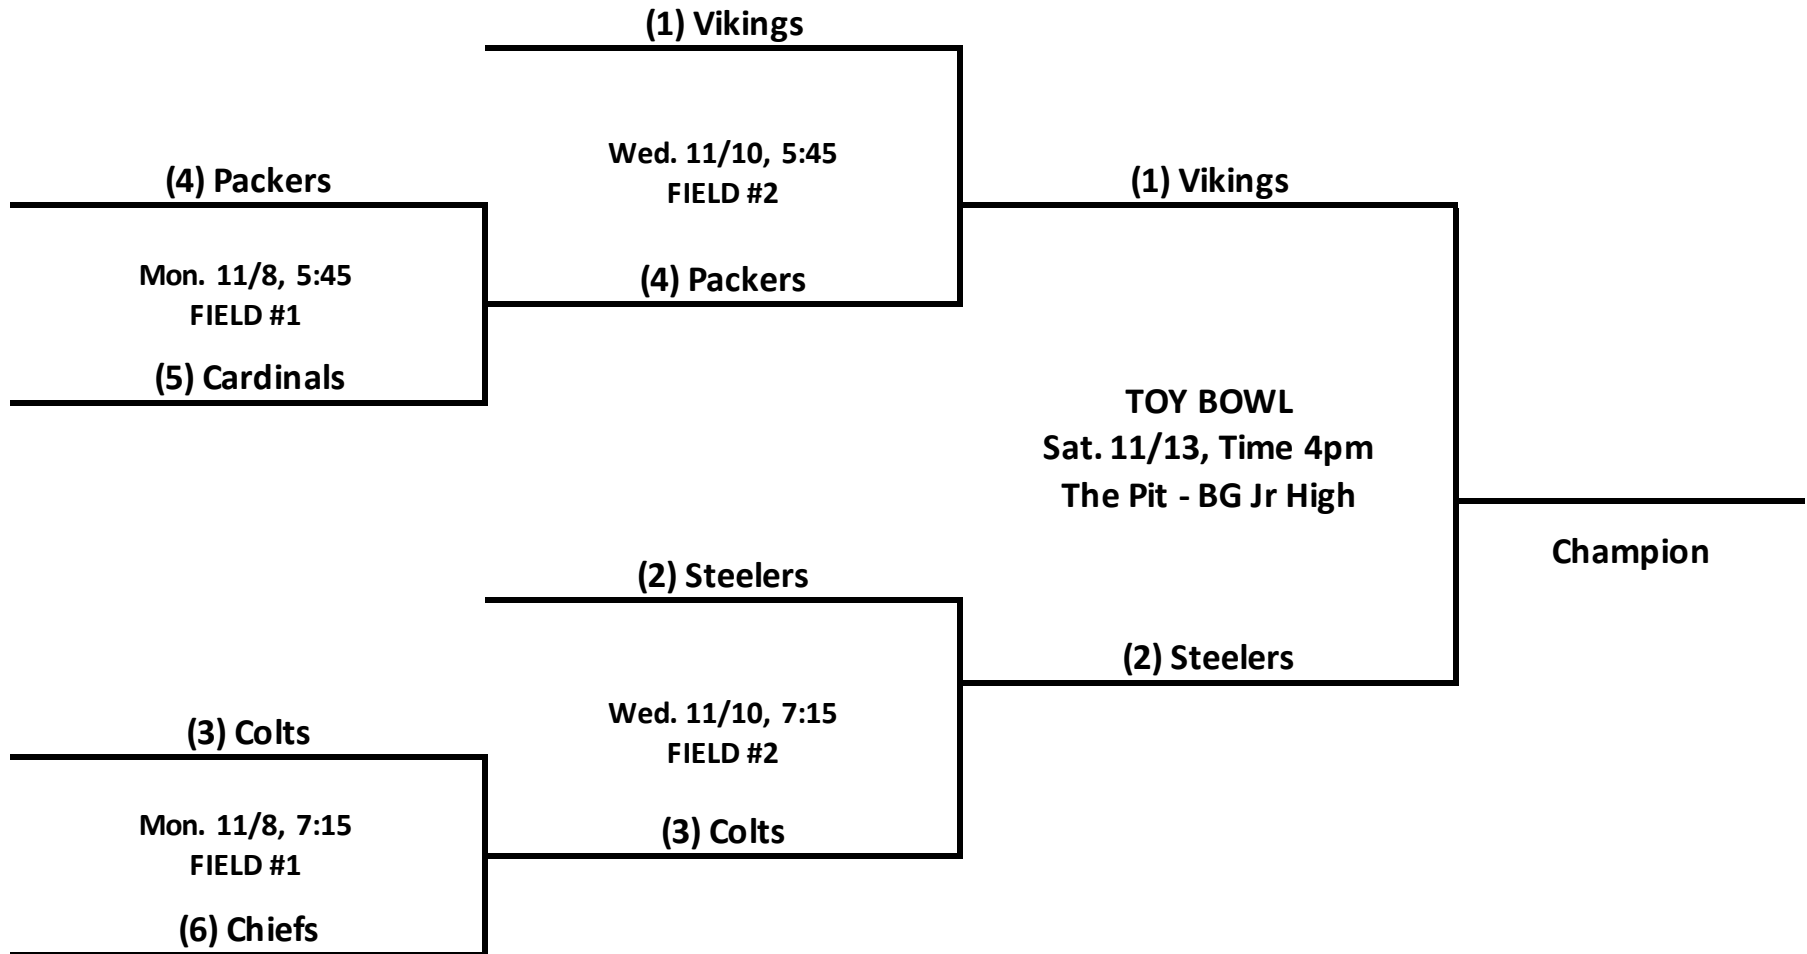 (1) Vikings
Wed. 11/10, 5:45
FIELD #2
(4) Packers
(1) Vikings
Mon. 11/8, 5:45
FIELD #1
(4) Packers
(5) Cardinals
TOY BOWL
Sat. 11/13, Time 4pm
The Pit - BG Jr High
Champion
(2) Steelers
(2) Steelers
Wed. 11/10, 7:15
FIELD #2
(3) Colts
Mon. 11/8, 7:15
FIELD #1
(3) Colts
(6) Chiefs